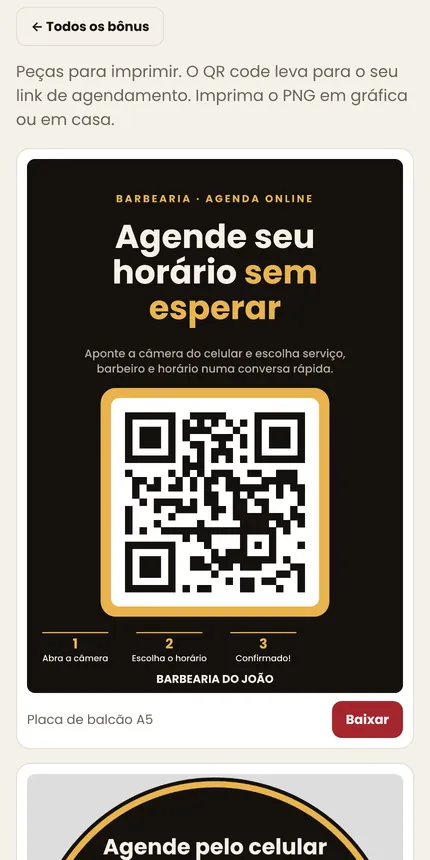 ← Todos os bônus
Peças para imprimir. O QR code leva para o seu
link de agendamento. Imprima o PNG em gráfica
ou em casa.
BARBEARIA · AGENDA ONLINE
Agende seu
horário sem
esperar
Aponte a câmera do celular e escolha serviço,
barbeiro e horário numa conversa rápida.
1
Abra a câmera
2
Escolha o horário
3
Confirmado!
BARBEARIA DO JOÃO
Placa de balcão A5
Baixar
Agende pelo celular